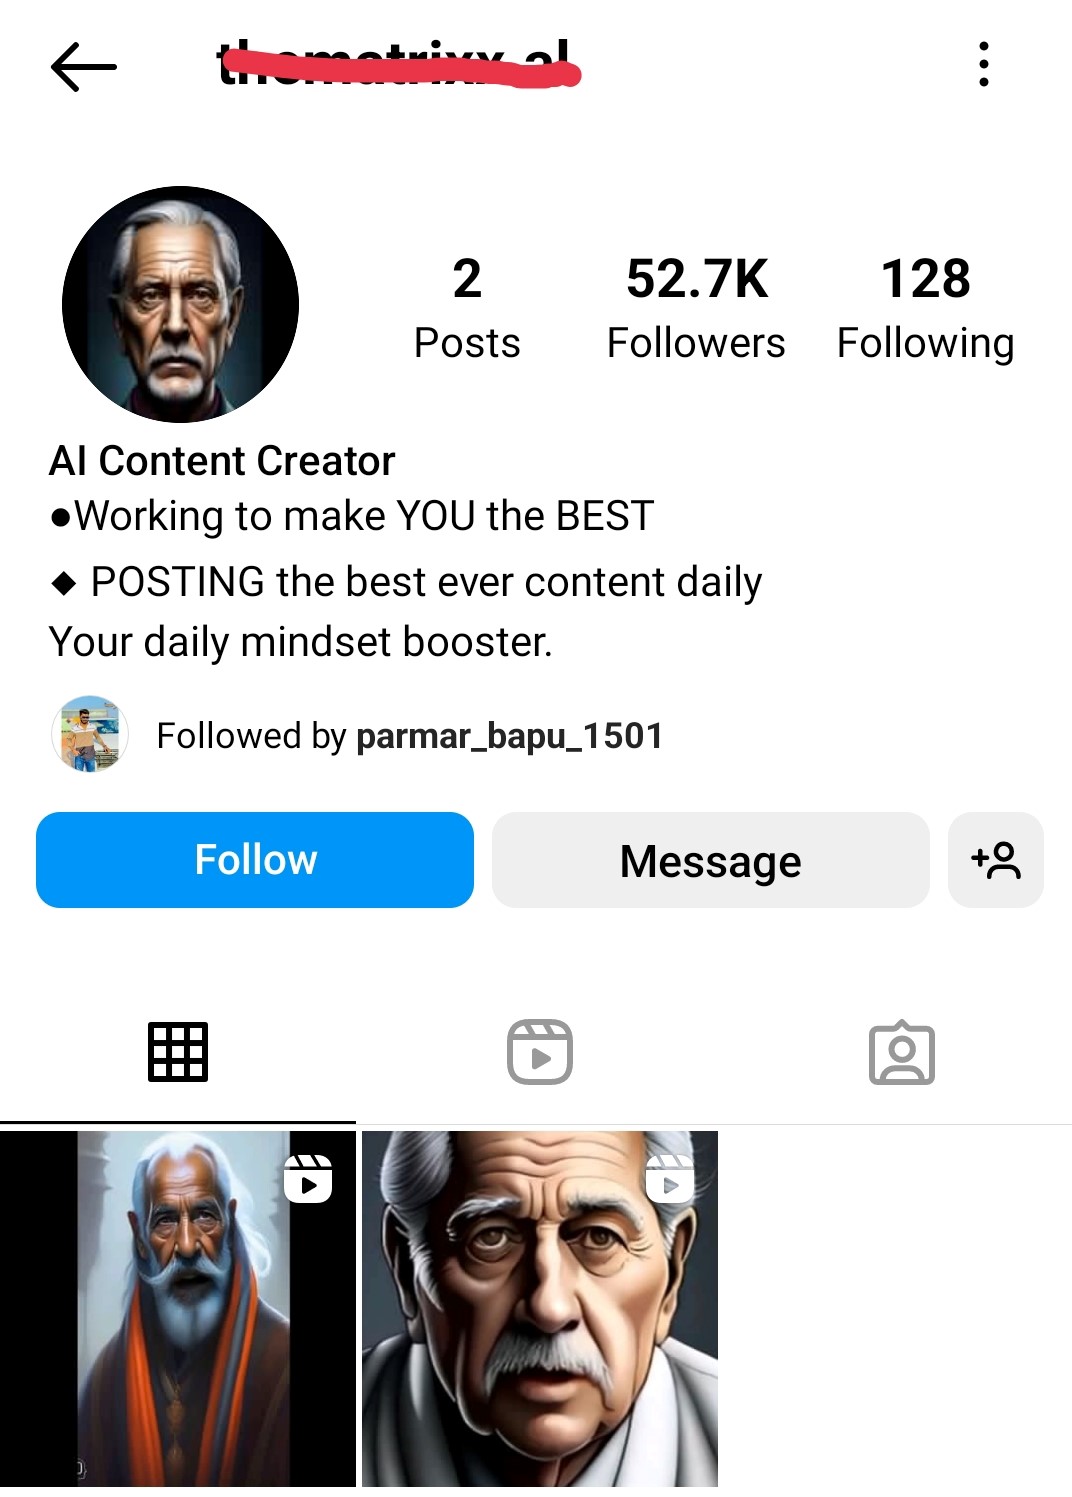 2
52.7K
128
Posts
Followers
Following
AI Content Creator
●Working to make YOU the BEST
◆ POSTING the best ever content daily
Your daily mindset booster.
Followed by parmar_bapu_1501
Follow
Message